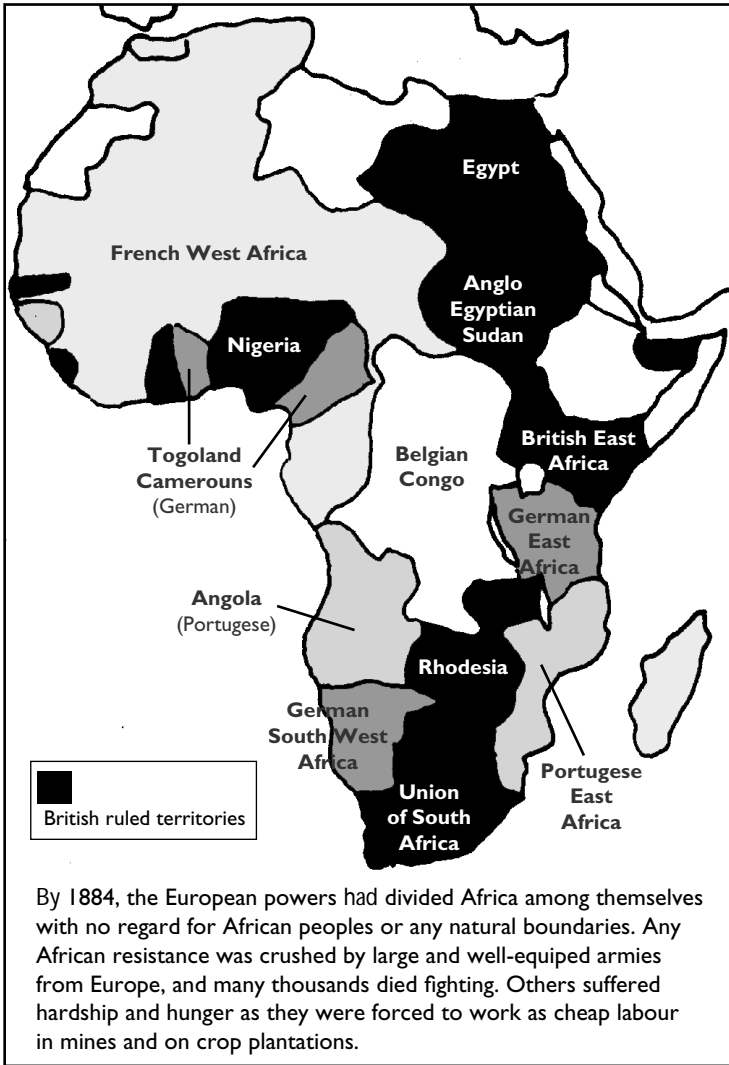 Egypt
French West Africa
Anglo
Egyptian
Sudan
Nigeria
Togoland
Camerouns
(German)
Belgian
Congo
British East
Africa
German
East
Africa
Angola
(Portugese)
Rhodesia
German
South West
Africa
Portugese
East
Africa
Union
of South
Africa
British ruled territories
By 1884, the European powers had divided Africa among themselves
with no regard for African peoples or any natural boundaries. Any
African resistance was crushed by large and well-equiped armies
from Europe, and many thousands died fighting. Others suffered
hardship and hunger as they were forced to work as cheap labour
in mines and on crop plantations.